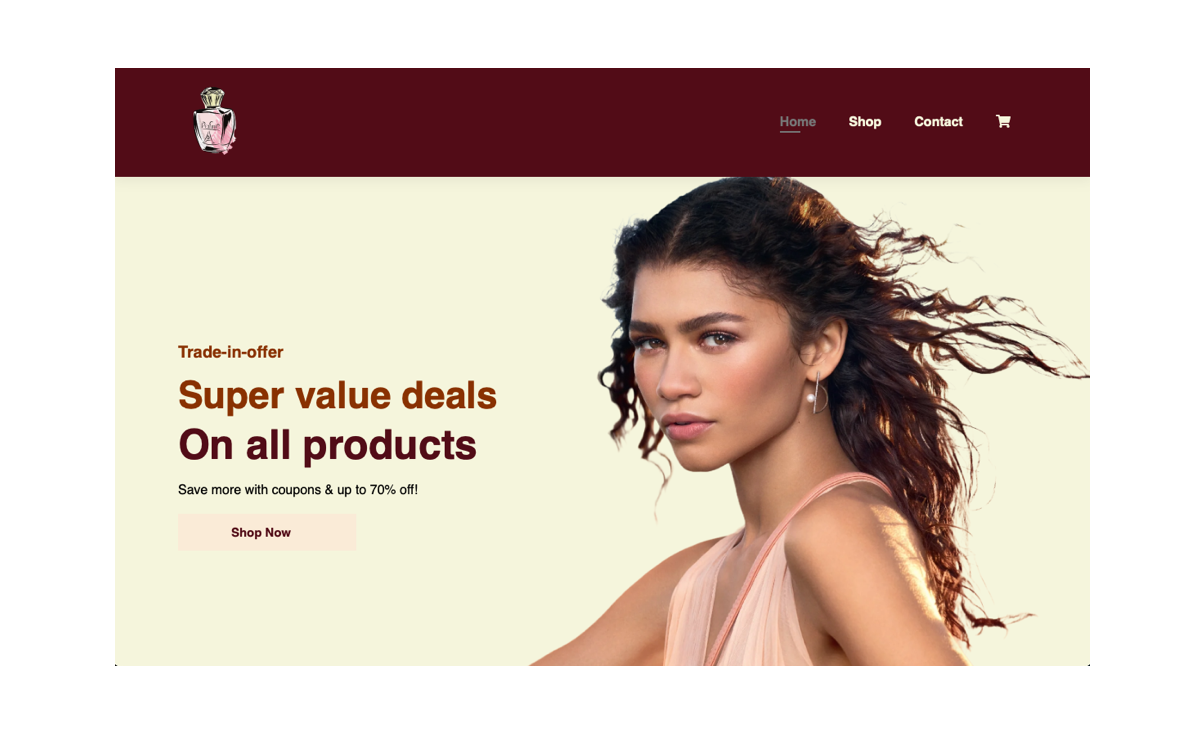 Home
Shop
Contact
Trade-in-offer
Super value deals
On all products
Save more with coupons & up to 70% off!
Shop Now